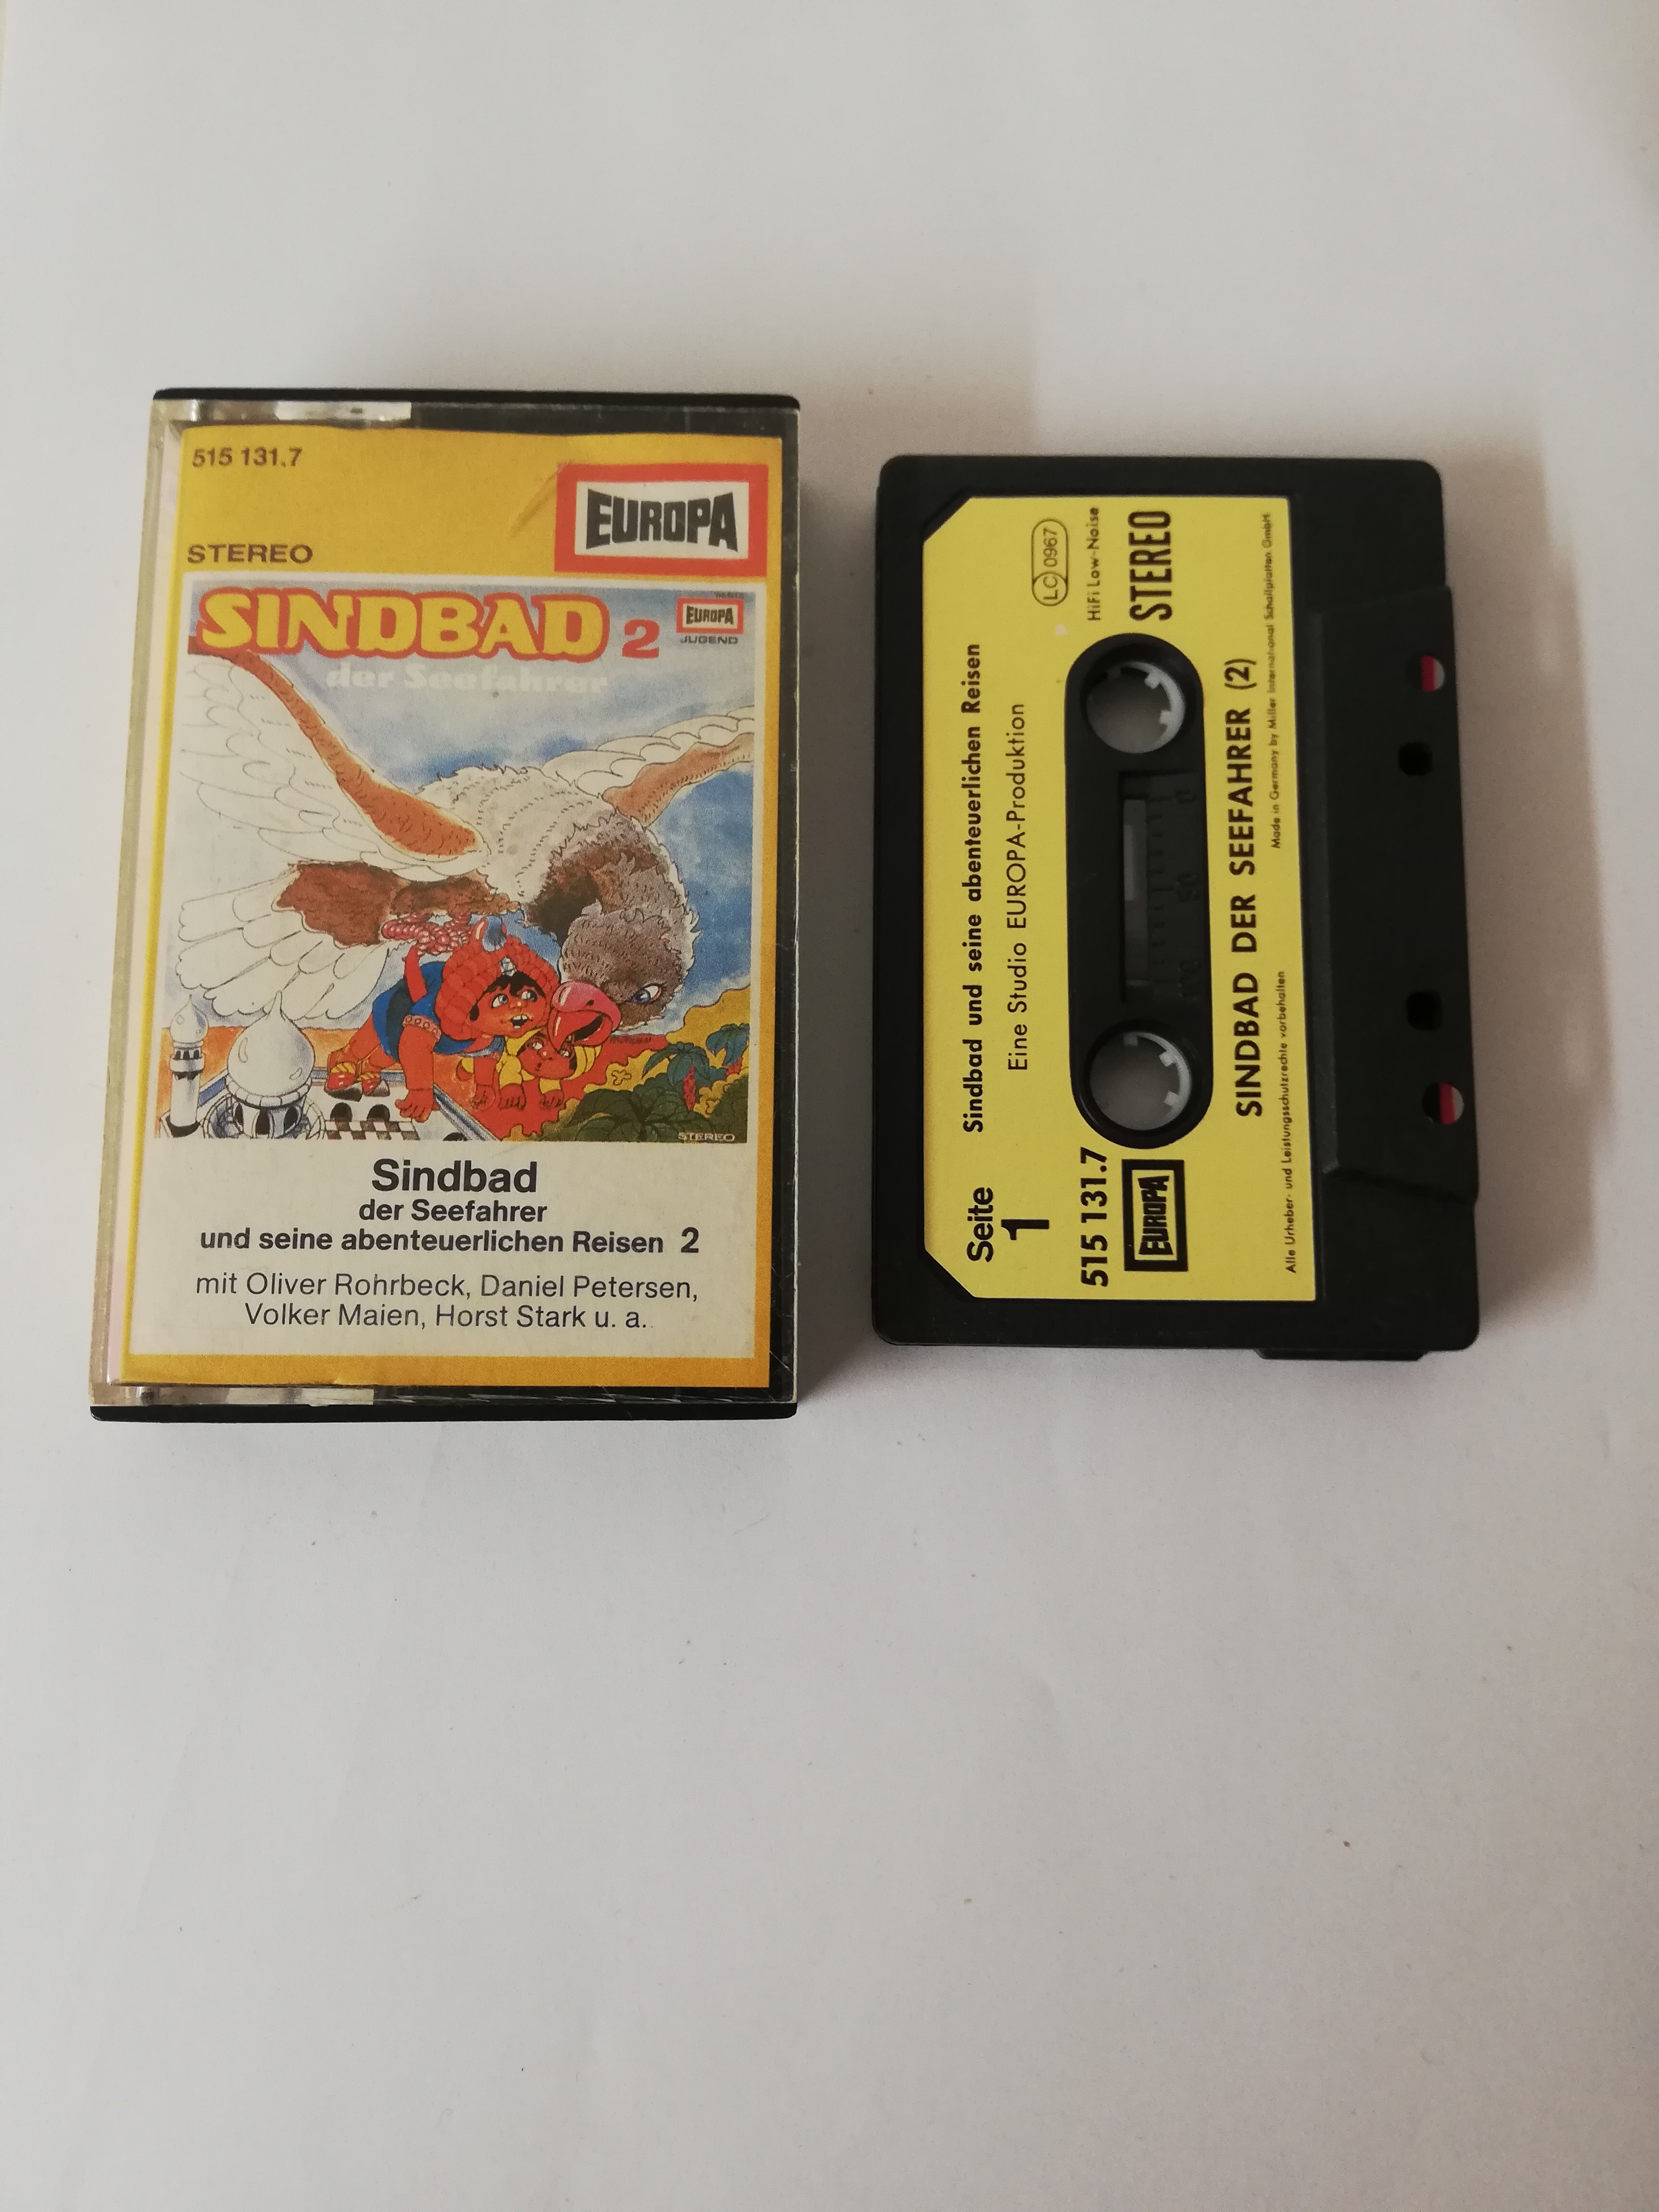 515 131.7
STEREO
EUROPA
SINDBAD 2
der Seefahrer
EUROPA
JUGEND
STEREO
Sindbad
der Seefahrer
und seine abenteuerlichen Reisen 2
mit Oliver Rohrbeck, Daniel Petersen,
Volker Maien, Horst Stark u. a.
Seite
1
Sindbad und seine abenteuerlichen Reisen
Eine Studio EUROPA-Produktion
LC 0967
HiFi Low-Noise
STEREO
515 131.7
EUROPA
100 50 0
SINDBAD DER SEEFAHRER (2)
Alle Urheber- und Leistungsschutzrechte vorbehalten
Made in Germany by Miller International Schallplatten GmbH